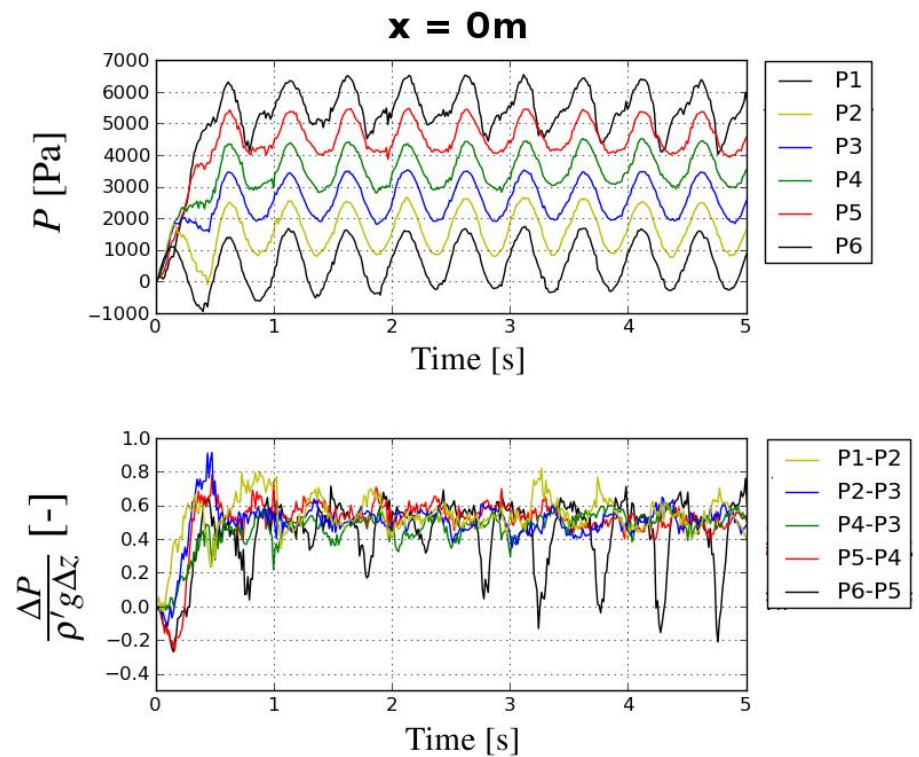 x = 0m
7000
6000
5000
4000
3000
2000
1000
0
−1000
P [Pa]
0 1 2 3 4 5
Time [s]
P1
P2
P3
P4
P5
P6
1.0
0.8
0.6
0.4
0.2
0.0
−0.2
−0.4
ΔP
ρ′gΔz
[-]
0 1 2 3 4 5
Time [s]
P1-P2
P2-P3
P4-P3
P5-P4
P6-P5